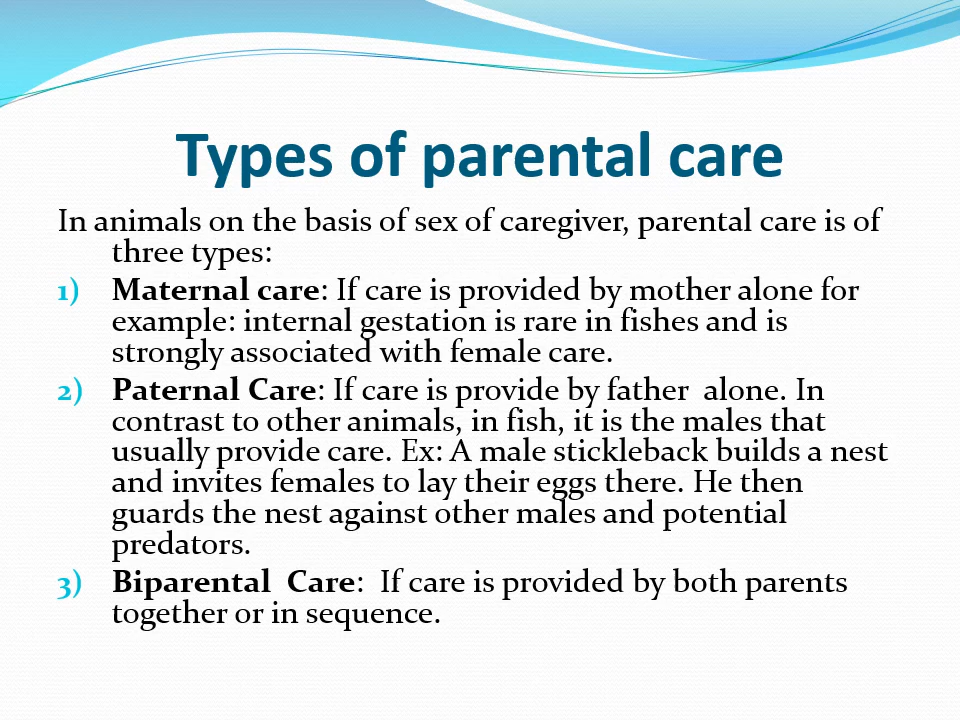 Types of parental care
In animals on the basis of sex of caregiver, parental care is of
three types:
1) Maternal care: If care is provided by mother alone for
example: internal gestation is rare in fishes and is
strongly associated with female care.
2) Paternal Care: If care is provide by father  alone. In
contrast to other animals, in fish, it is the males that
usually provide care. Ex: A male stickleback builds a nest
and invites females to lay their eggs there. He then
guards the nest against other males and potential
predators.
3) Biparental  Care:  If care is provided by both parents
together or in sequence.